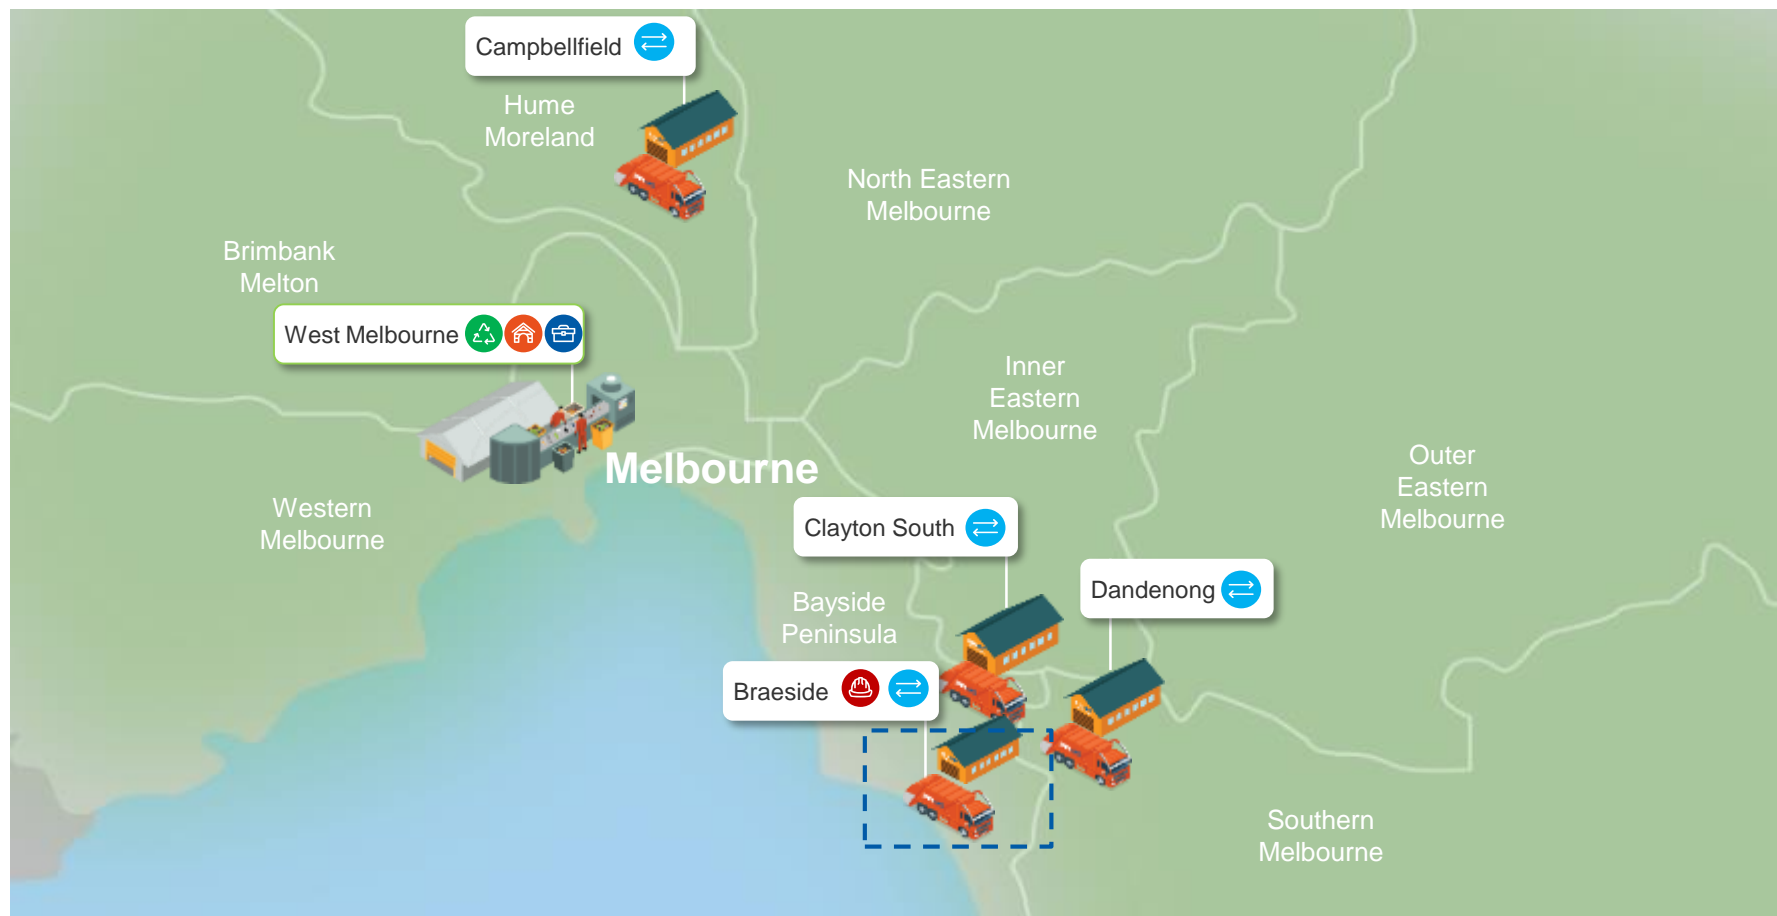 Campbellfield
Hume
Moreland
North Eastern
Melbourne
Brimbank
Melton
West Melbourne
Inner
Eastern
Melbourne
Melbourne
Outer
Eastern
Melbourne
Western
Melbourne
Clayton South
Dandenong
Bayside
Peninsula
Braeside
Southern
Melbourne